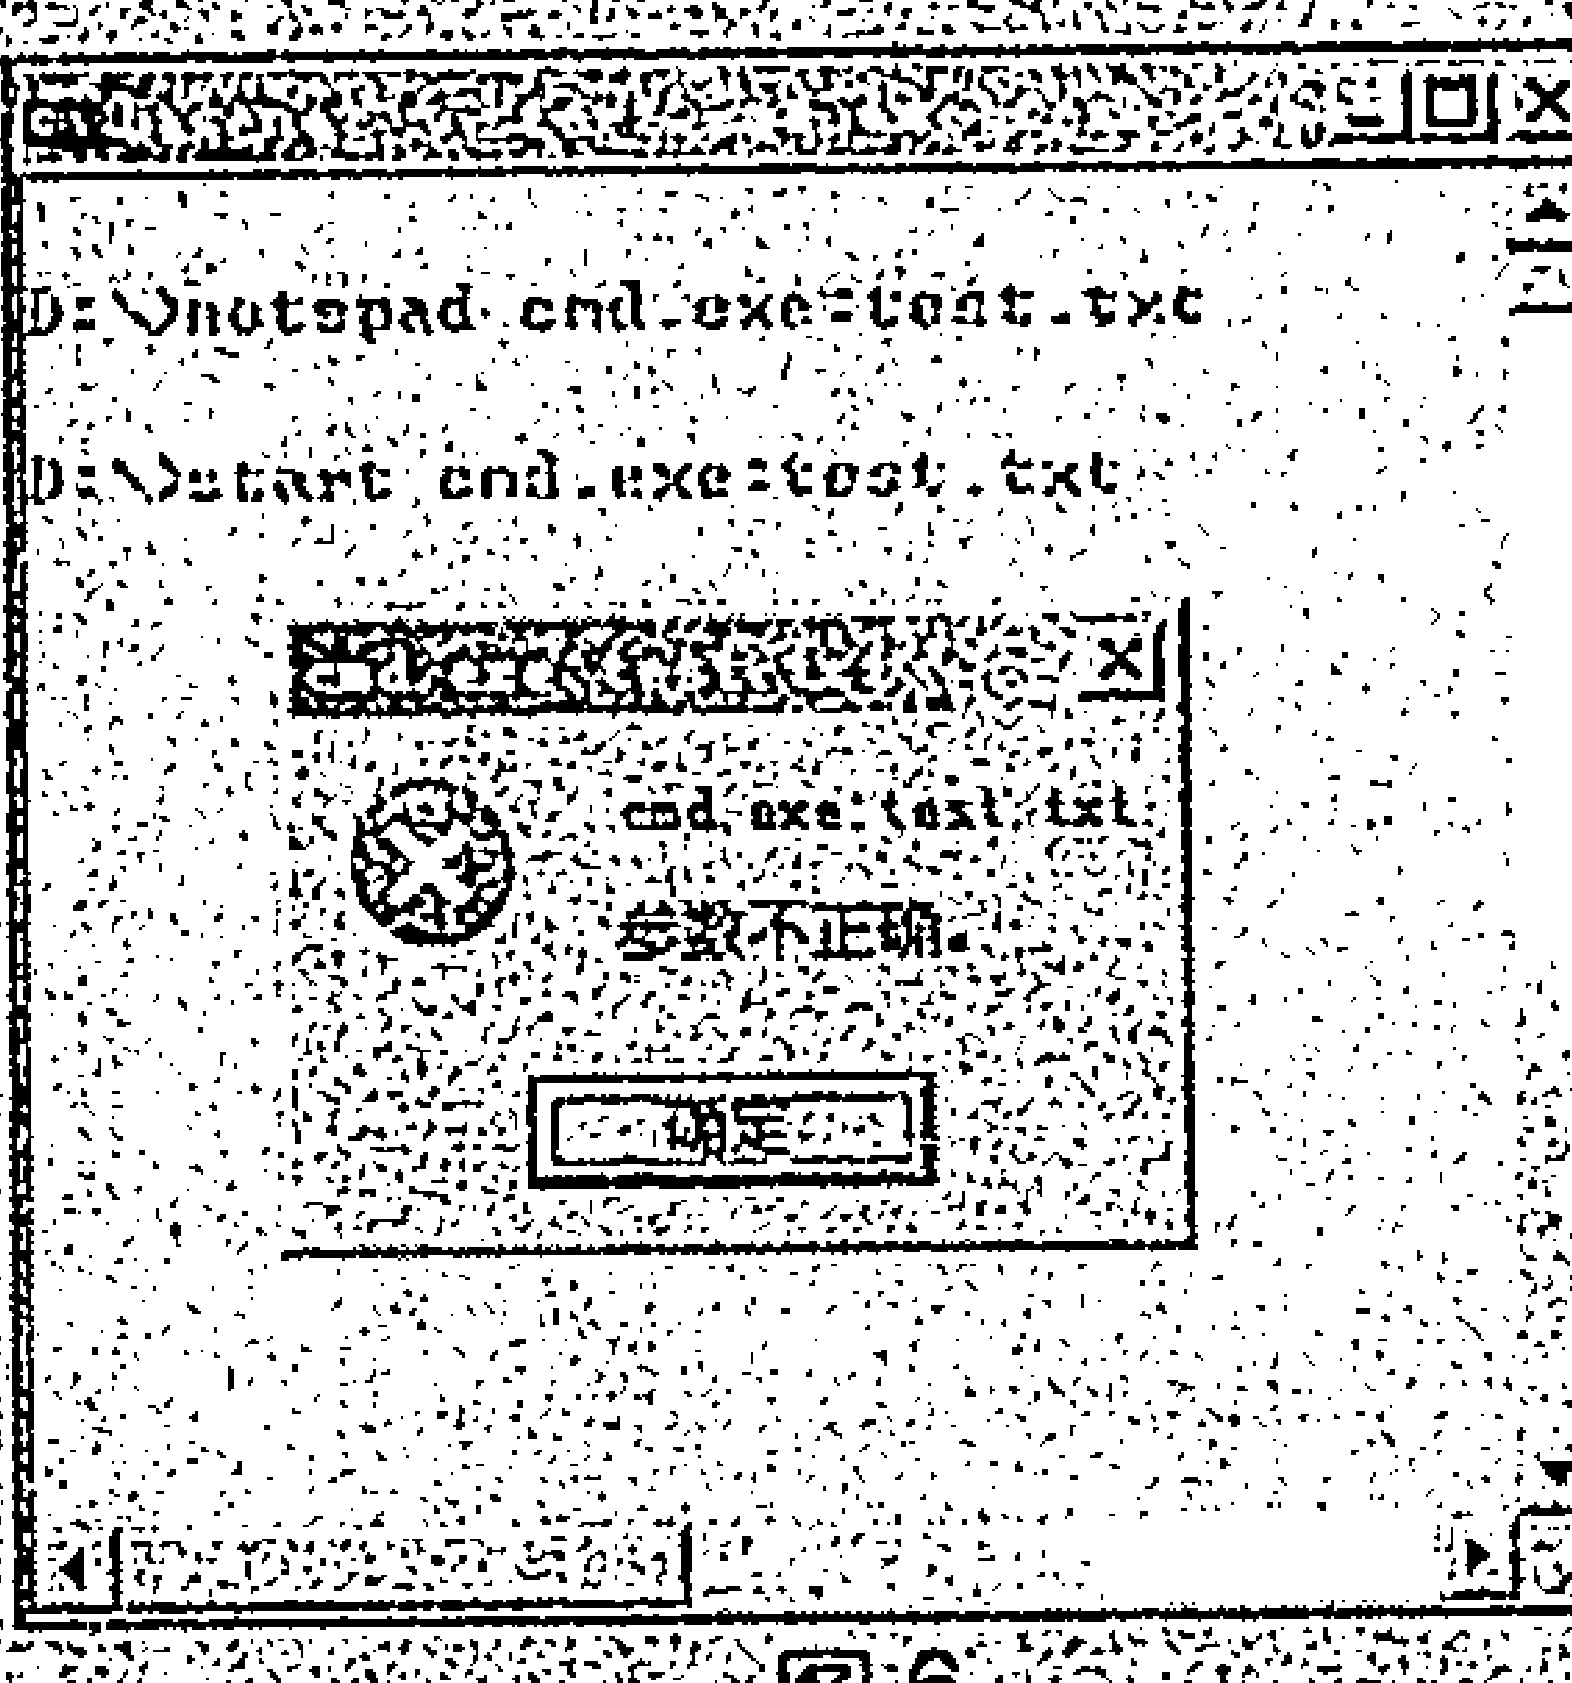 D:\>notepad cmd.exe:test.txt
D:\>start cmd.exe:test.txt
cmd.exe:test.txt
参数不正确。
确定